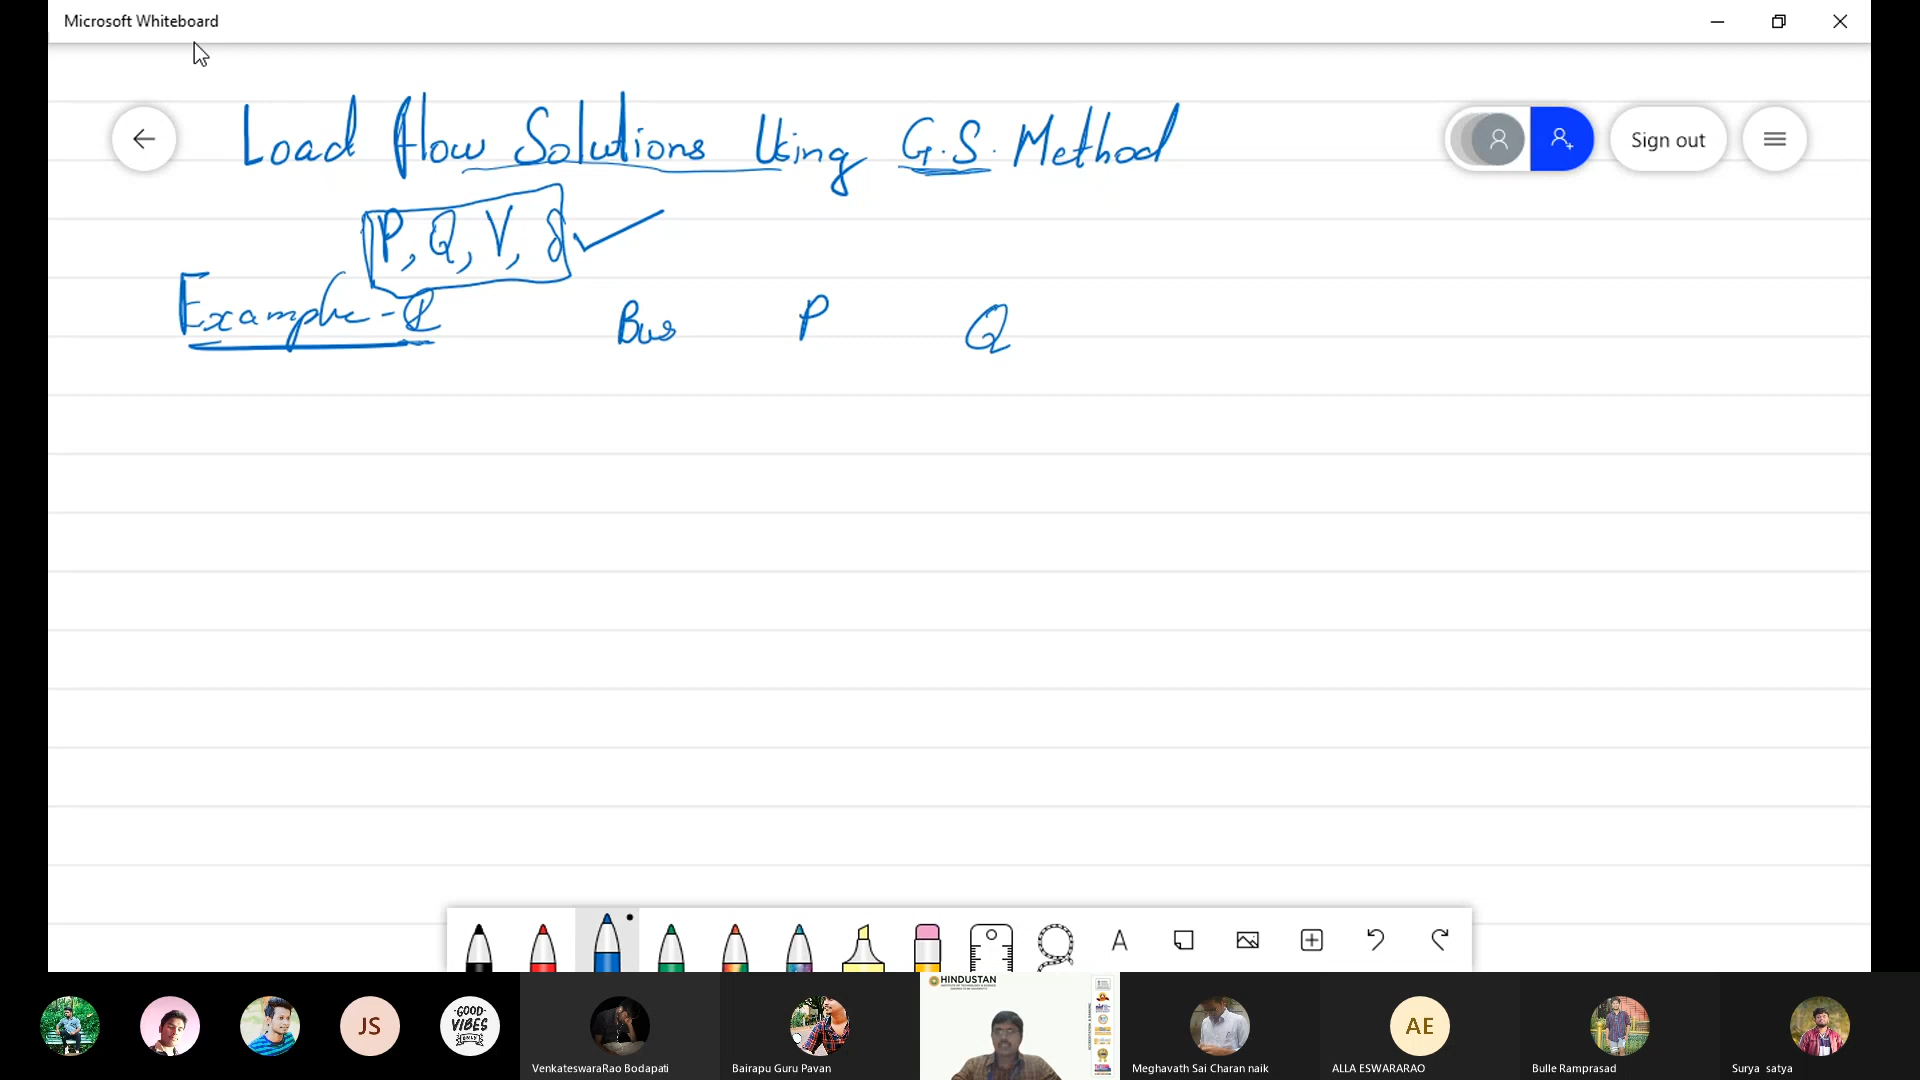 Microsoft Whiteboard
Load flow Solutions Using G.S. Method
Sign out
P, Q, V, δ ✓
Example-
Bus P Q
A
HINDUSTAN
JS
GOOD
VIBES
ONLY
AE
VenkateswaraRao Bodapati
Bairapu Guru Pavan
Meghavath Sai Charan naik
ALLA ESWARARAO
Bulle Ramprasad
Surya satya